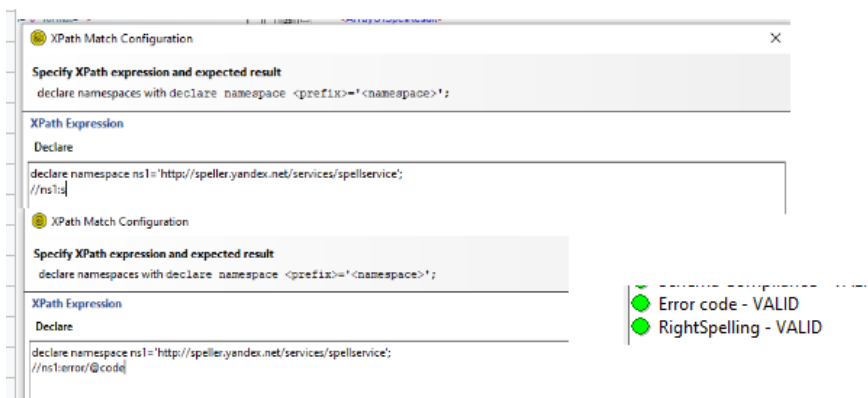 XPath Match Configuration
Specify XPath expression and expected result
declare namespaces with declare namespace <prefix>='<namespace>';
XPath Expression
Declare
declare namespace ns1='http://speller.yandex.net/services/spellservice';
//ns1:s
XPath Match Configuration
Specify XPath expression and expected result
declare namespaces with declare namespace <prefix>='<namespace>';
XPath Expression
Declare
declare namespace ns1='http://speller.yandex.net/services/spellservice';
//ns1:error/@code
Error code - VALID
RightSpelling - VALID